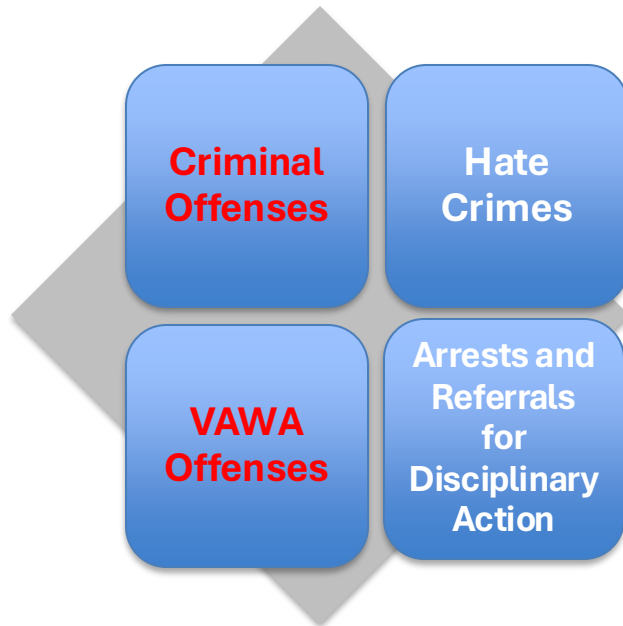 Criminal
Offenses
Hate
Crimes
VAWA
Offenses
Arrests and
Referrals
for
Disciplinary
Action